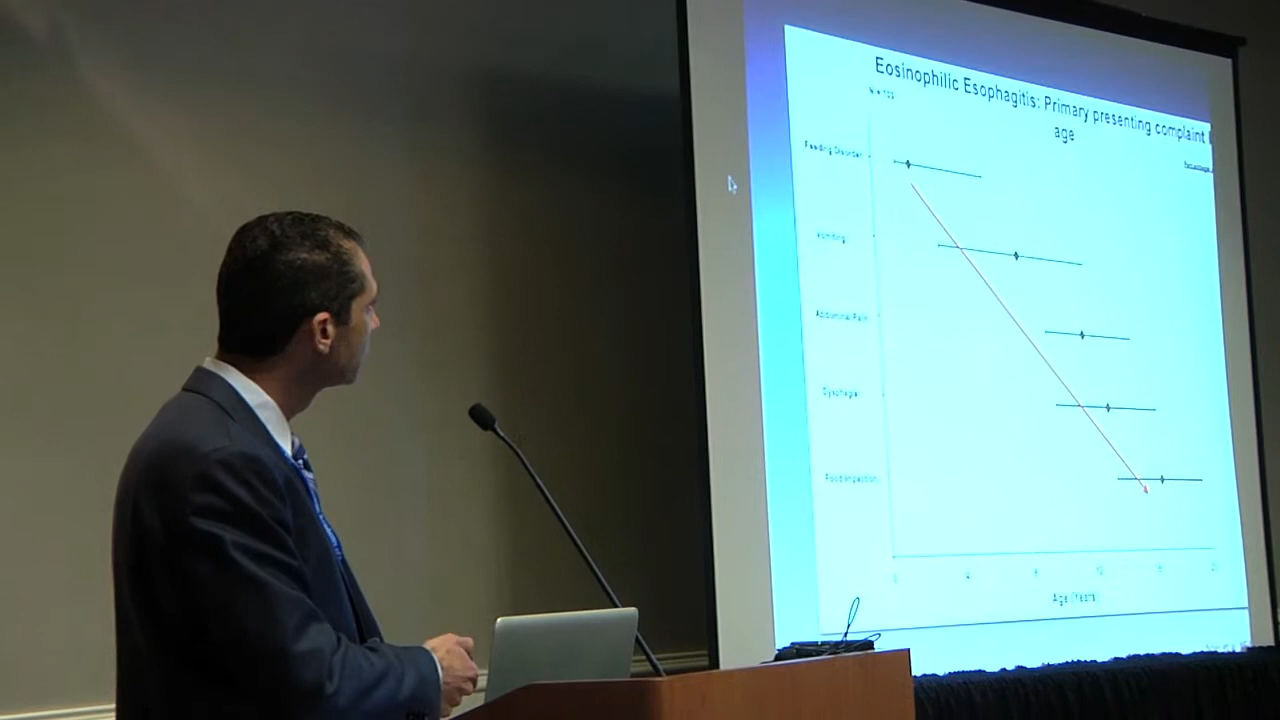 Eosinophilic Esophagitis: Primary presenting complaint
age
Feeding Disorder
Vomiting
Abdominal Pain
Dysphagia
Food Impaction
Age (Years)